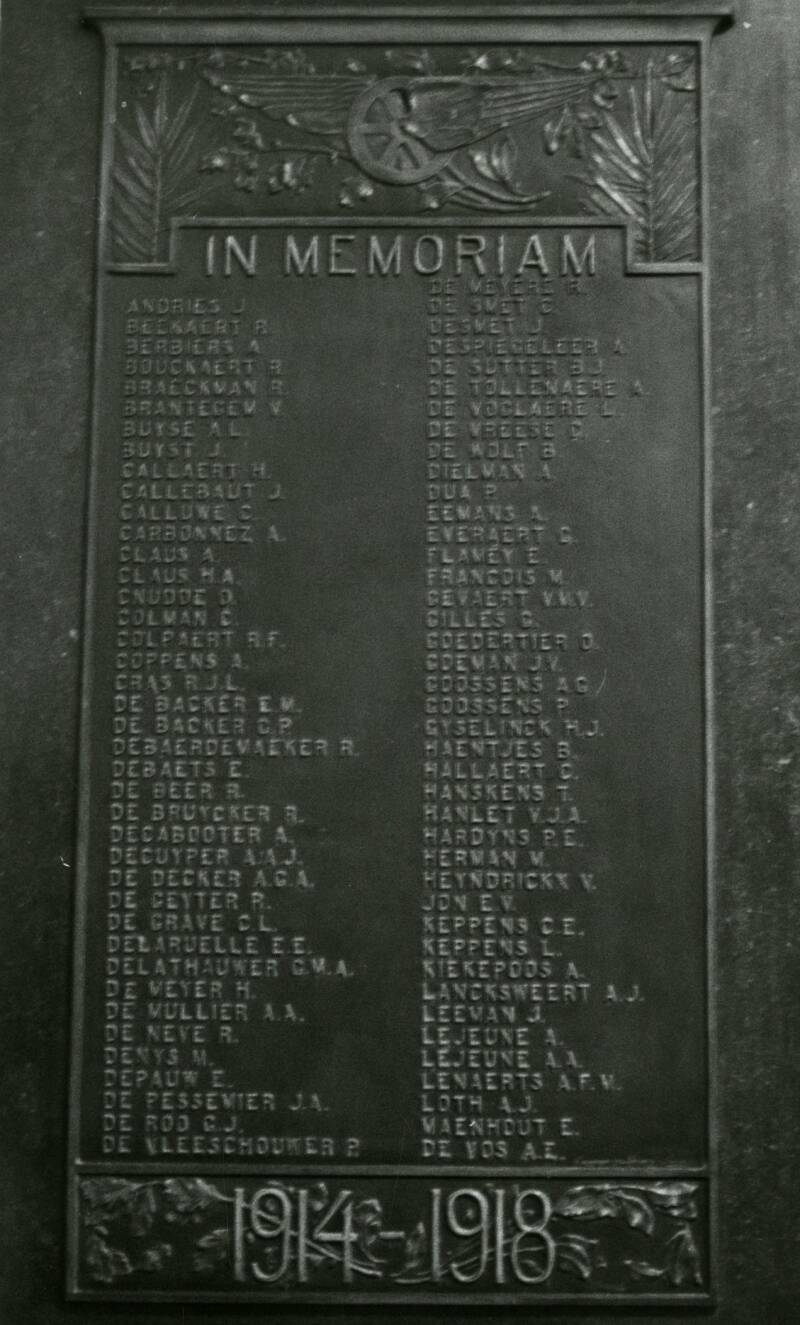 IN MEMORIAM
ANDRIES J.
BEEKAERT R.
BERBIERS A.
BOUCKAERT R.
BRAECKMAN R.
BRANTEGEM V.
BUYSE A.L.
BUYST J.
CALLAERT H.
CALLEBAUT J.
CALLUWE C.
CARBONNEZ A.
CLAUS A.
CLAUS H.A.
CNUDDE O.
COLMAN C.
COLPAERT R.F.
COPPENS A.
CRAS R.J.L.
DE BACKER E.M.
DE BACKER C.P.
DEBAERDEMAEKER R.
DEBAETS E.
DE BEER R.
DE BRUYCKER R.
DECABOOTER A.
DECUYPER A.A.J.
DE DECKER A.G.A.
DE GEYTER R.
DE GRAVE C.L.
DELARUELLE E.E.
DELATHAUWER G.M.A.
DE MEYER H.
DE MULLIER A.A.
DE NEVE R.
DENYS M.
DEPAUW E.
DE PESSEMIER J.A.
DE ROO G.J.
DE VLEESCHOUWER P.
DE MEYERE R.
DE SMET G.
DESMET J.
DESPIEGELEER A.
DE SUTTER B.J.
DE TOLLENAERE A.
DE VOGLAERE L.
DE VREESE C.
DE WOLF B.
DIELMAN A.
DUA P.
EEMANS A.
EVERAERT G.
FLAMEY E.
FRANCOIS M.
GEVAERT V.M.V.
GILLES G.
GOEDERTIER O.
GOEMAN J.V.
GOOSSENS A.G.
GOOSSENS P.
GYSELINCK H.J.
HAENTJES B.
HALLAERT C.
HANSKENS T.
HANLET V.J.A.
HARDYNS P.E.
HERMAN M.
HEYNDRICKX V.
JON E.V.
KEPPENS C.E.
KEPPENS L.
KIEKEPOOS A.
LANCKSWEERT A.J.
LEEMAN J.
LEJEUNE A.
LEJEUNE A.A.
LENAERTS A.F.M.
LOTH A.J.
MAENHOUT E.
DE VOS A.E.
1914 - 1918